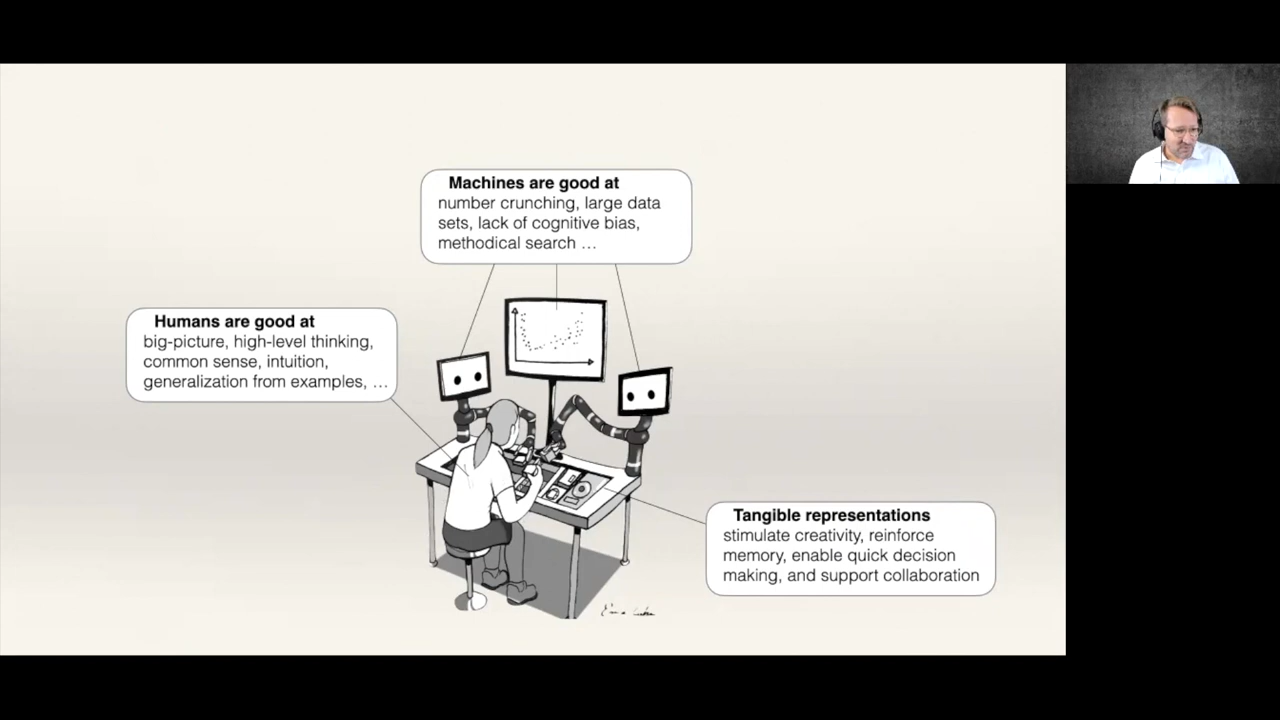 Machines are good at
number crunching, large data
sets, lack of cognitive bias,
methodical search …
Humans are good at
big-picture, high-level thinking,
common sense, intuition,
generalization from examples, …
Tangible representations
stimulate creativity, reinforce
memory, enable quick decision
making, and support collaboration